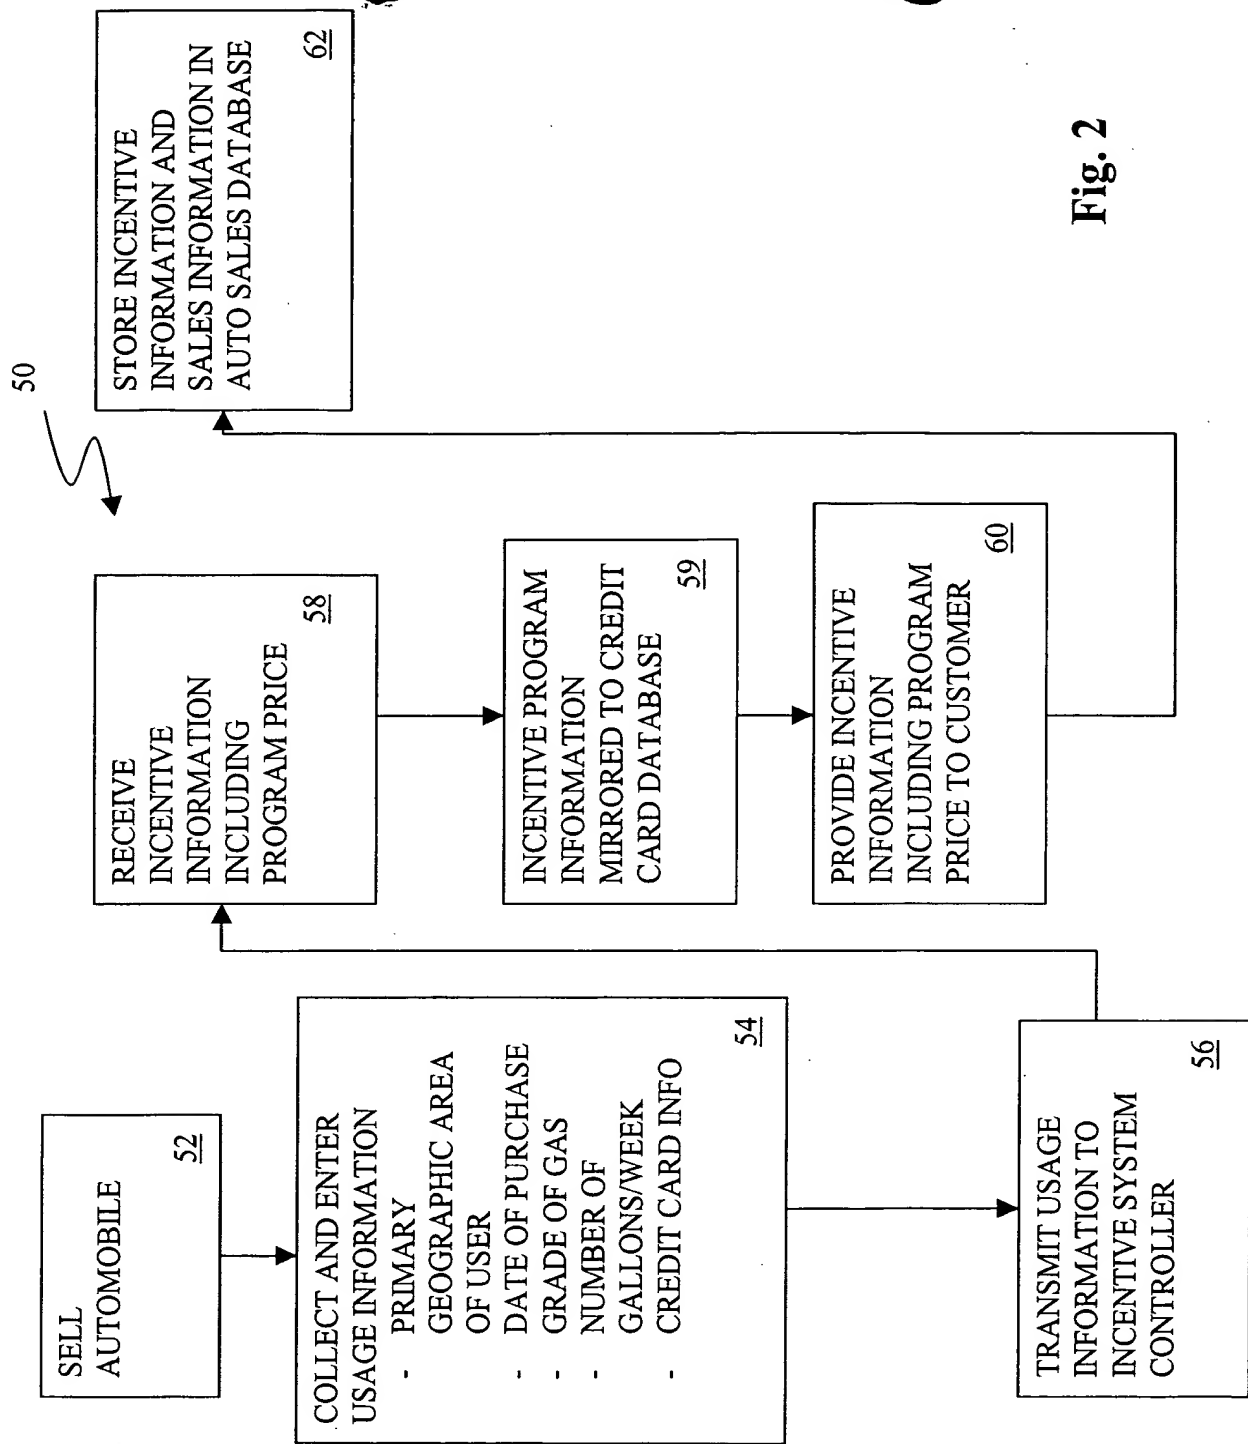 50
SELL
AUTOMOBILE
52
COLLECT AND ENTER
USAGE INFORMATION
- PRIMARY
GEOGRAPHIC AREA
OF USER
- DATE OF PURCHASE
- GRADE OF GAS
- NUMBER OF
GALLONS/WEEK
- CREDIT CARD INFO
54
TRANSMIT USAGE
INFORMATION TO
INCENTIVE SYSTEM
CONTROLLER
56
RECEIVE
INCENTIVE
INFORMATION
INCLUDING
PROGRAM PRICE
58
INCENTIVE PROGRAM
INFORMATION
MIRRORED TO CREDIT
CARD DATABASE
59
PROVIDE INCENTIVE
INFORMATION
INCLUDING PROGRAM
PRICE TO CUSTOMER
60
STORE INCENTIVE
INFORMATION AND
SALES INFORMATION IN
AUTO SALES DATABASE
62
Fig. 2